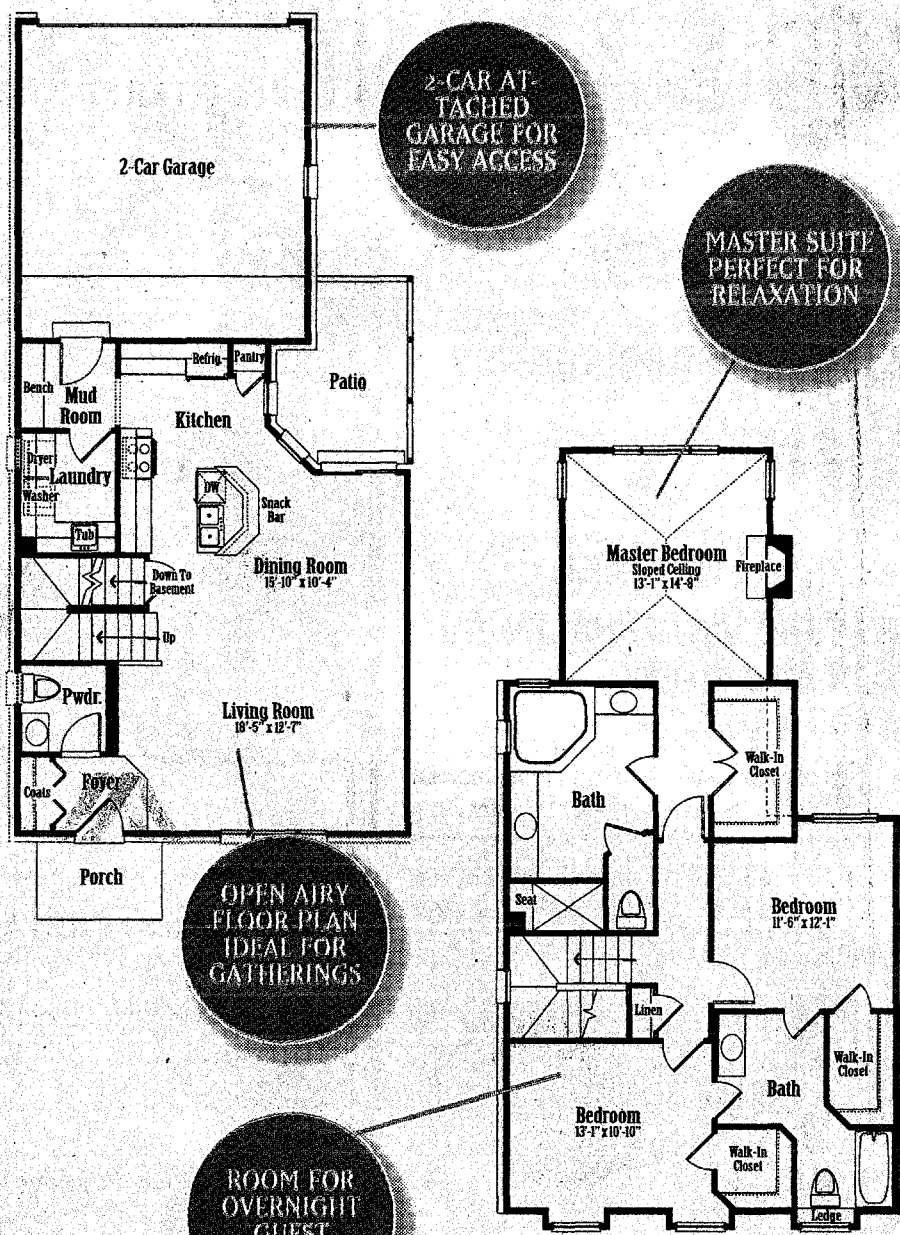 2-CAR AT-
TACHED
GARAGE FOR
EASY ACCESS
2-Car Garage
MASTER SUITE
PERFECT FOR
RELAXATION
Refrig.
Pantry
Bench
Mud
Room
Patio
Kitchen
Dryer
Laundry
Washer
DW
Snack
Bar
Tub
Dining Room
15'-10" x 10'-4"
Down To
Basement
Up
Master Bedroom
Sloped Ceiling
13'-1" x 14'-8"
Fireplace
Pwdr.
Living Room
18'-5" x 12'-7"
Coats
Foyer
Porch
Walk-In
Closet
Bath
Seat
OPEN AIRY
FLOOR PLAN
IDEAL FOR
GATHERINGS
Bedroom
11'-6" x 12'-1"
Linen
Walk-In
Closet
Bath
Bedroom
13'-1" x 10'-10"
Walk-In
Closet
Ledge
ROOM FOR
OVERNIGHT
GUEST